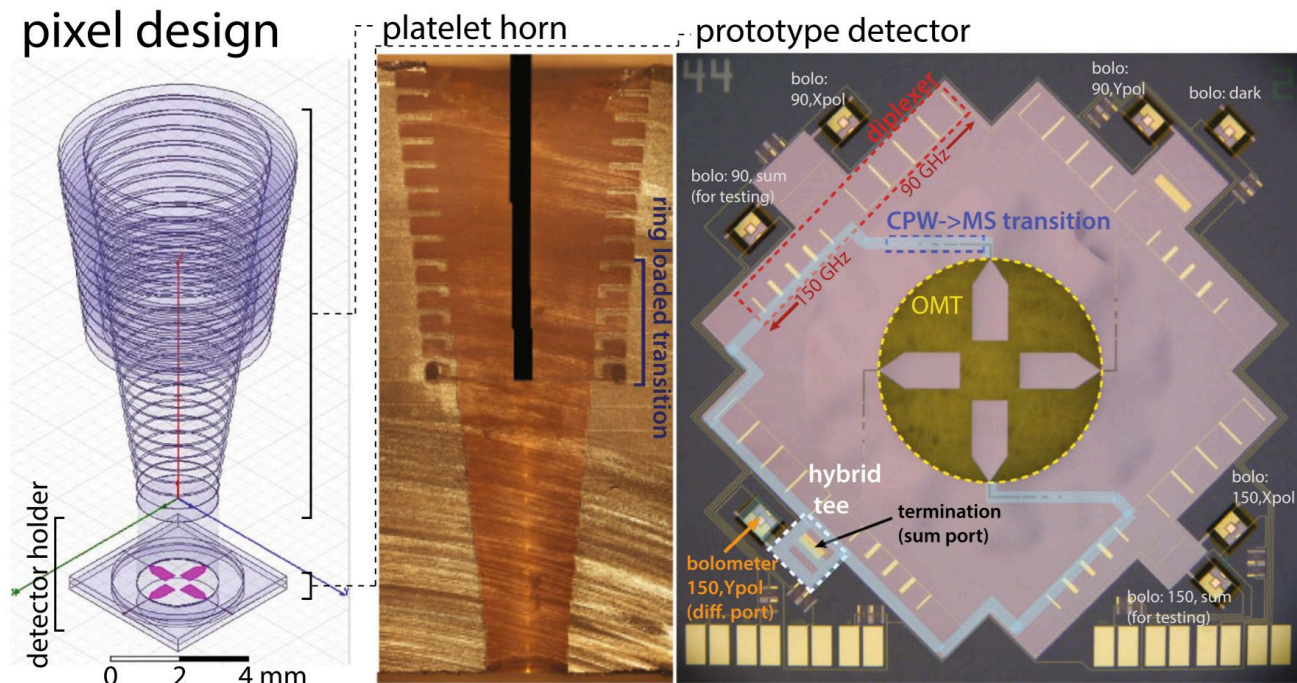 pixel design
platelet horn
prototype detector
detector holder
0 2 4 mm
ring loaded transition
44
bolo:
90,Xpol
bolo:
90,Ypol
bolo: dark
bolo: 90, sum
(for testing)
diplexer
90 GHz
150 GHz
CPW->MS transition
OMT
hybrid
tee
termination
(sum port)
bolometer
150,Ypol
(diff. port)
bolo:
150,Xpol
bolo: 150, sum
(for testing)